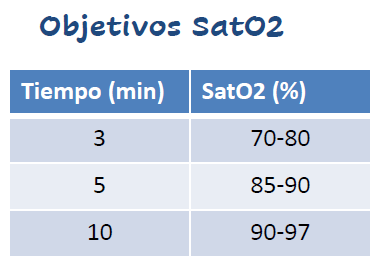 Objetivos SatO2
Tiempo (min) SatO2 (%)
3 70-80
5 85-90
10 90-97